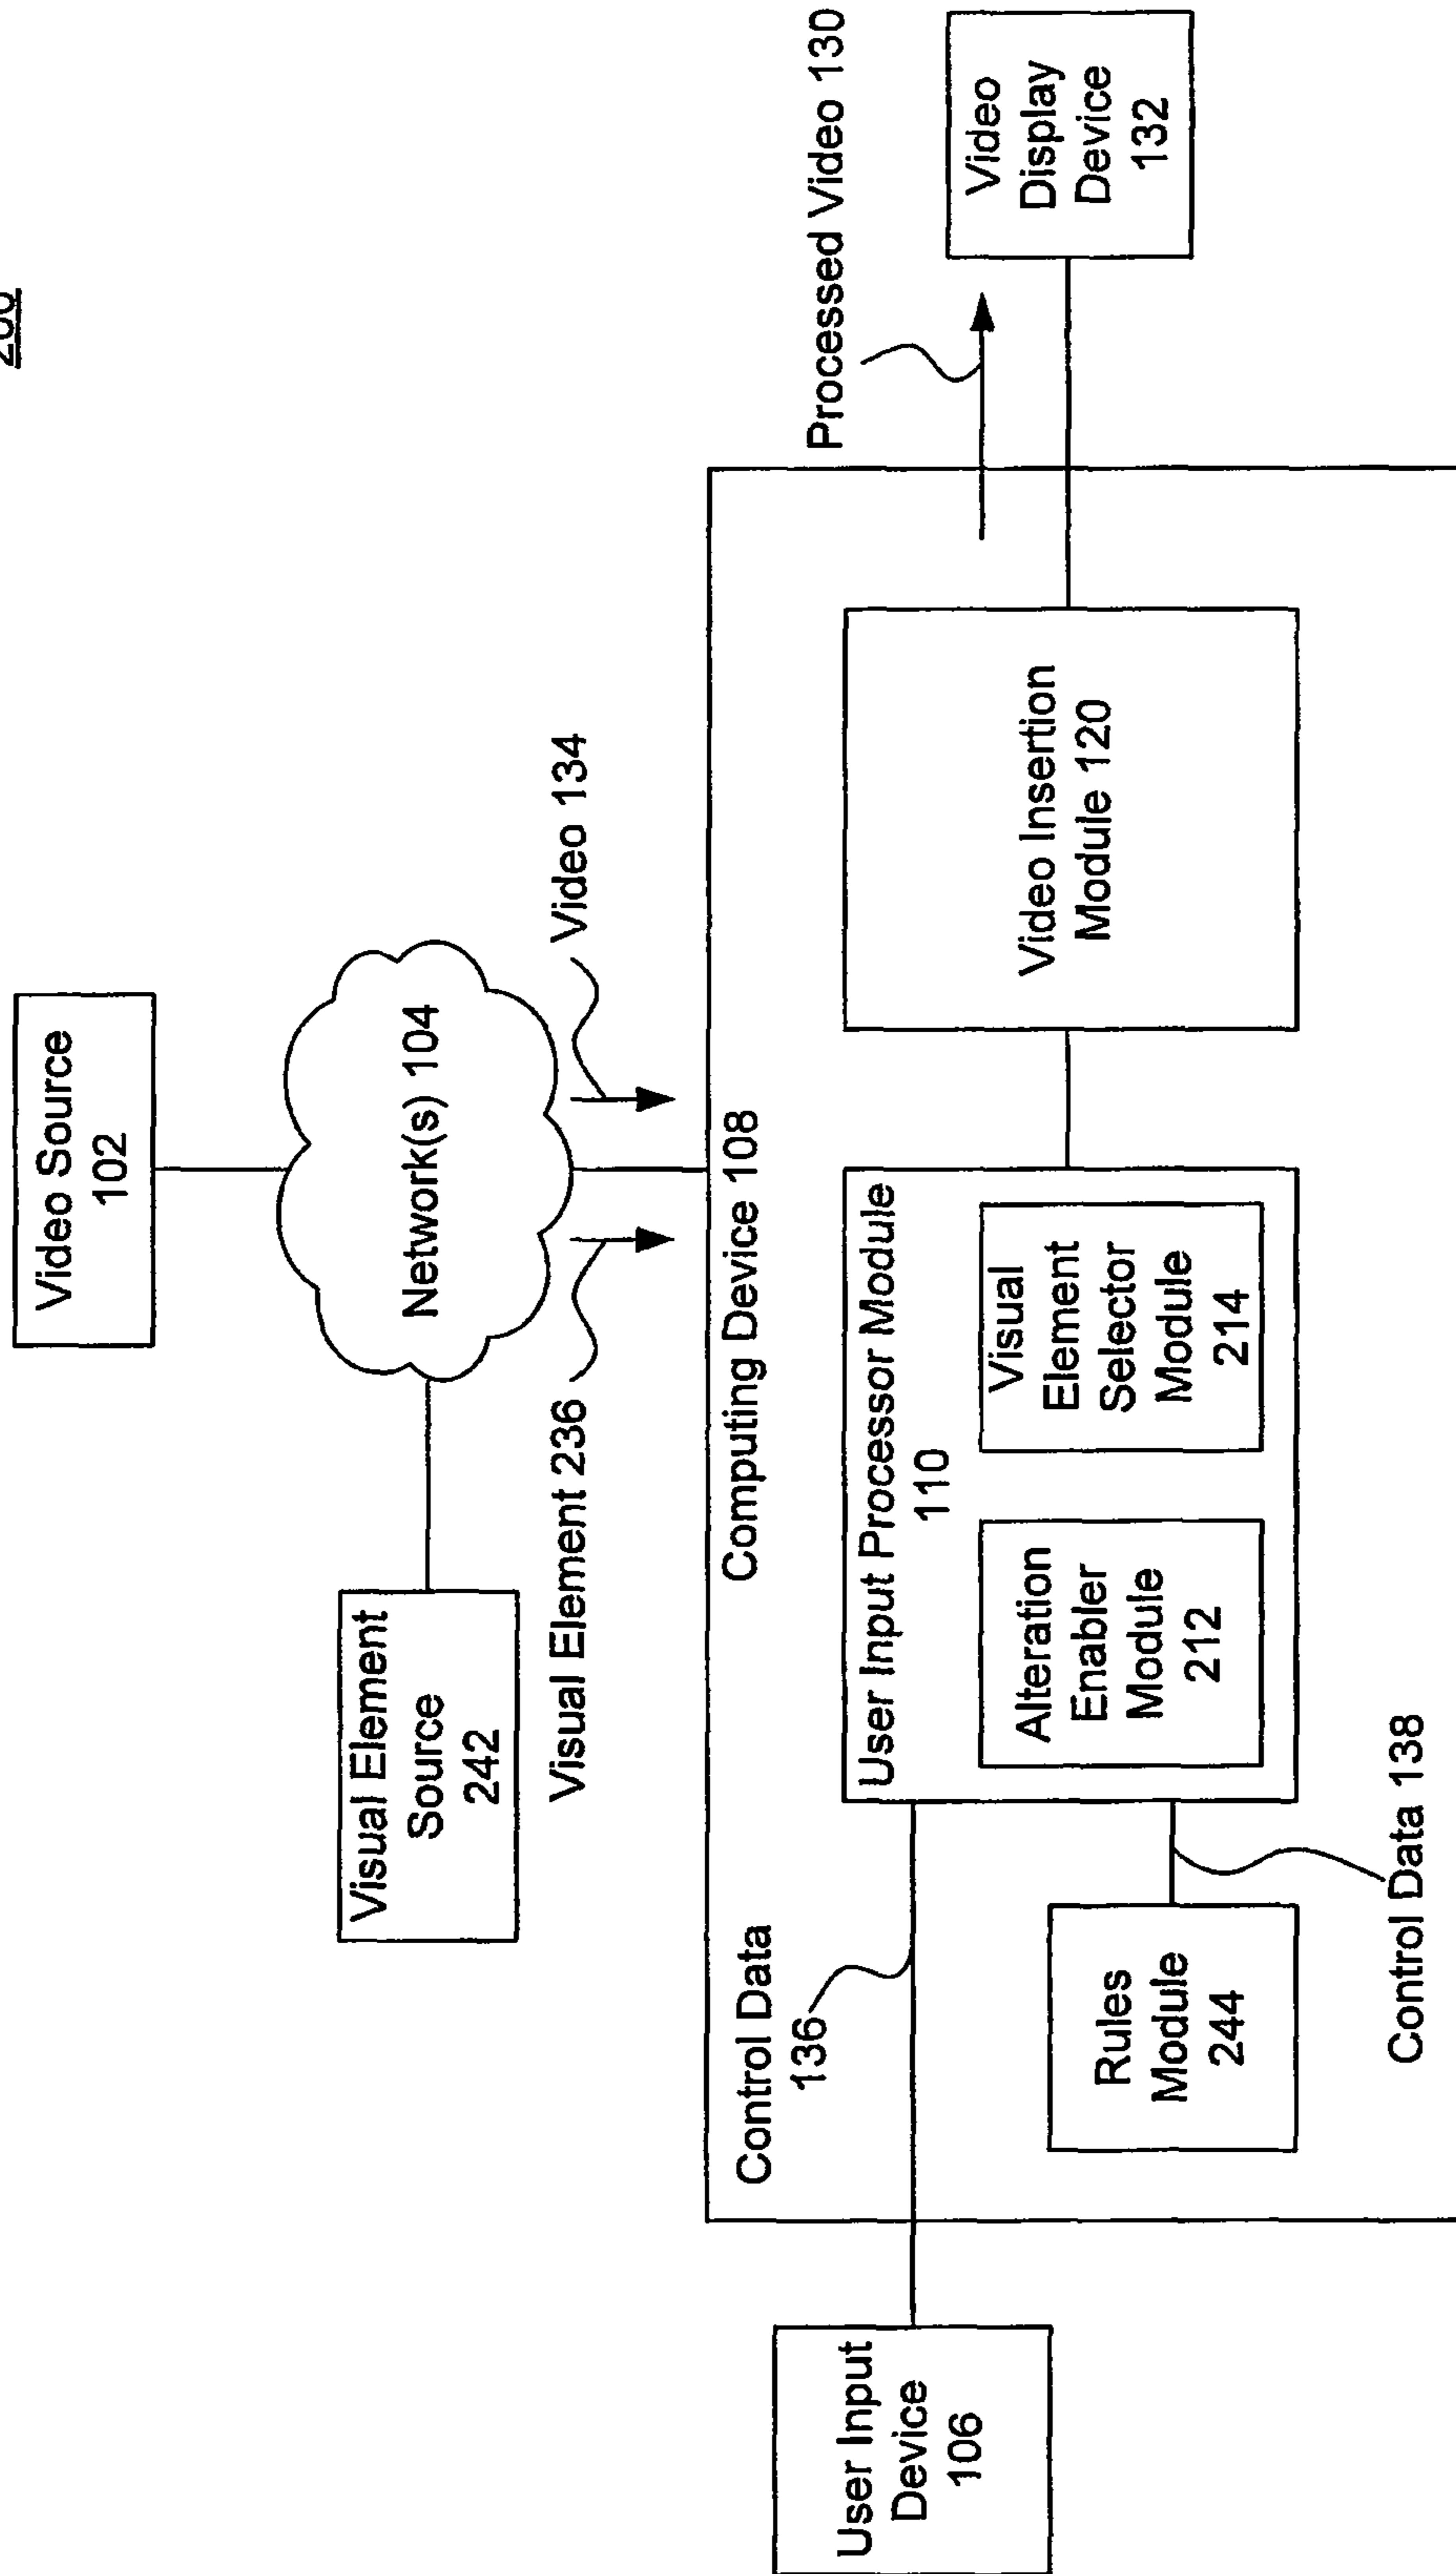 Video Source
102
Network(s) 104
Visual Element
Source
242
Visual Element 236
Video 134
Computing Device 108
Processed Video 130
Video
Display
Device
132
Control Data
136
User Input Processor Module
110
Alteration
Enabler
Module
212
Visual
Element
Selector
Module
214
Video Insertion
Module 120
User Input
Device
106
Rules
Module
244
Control Data 138